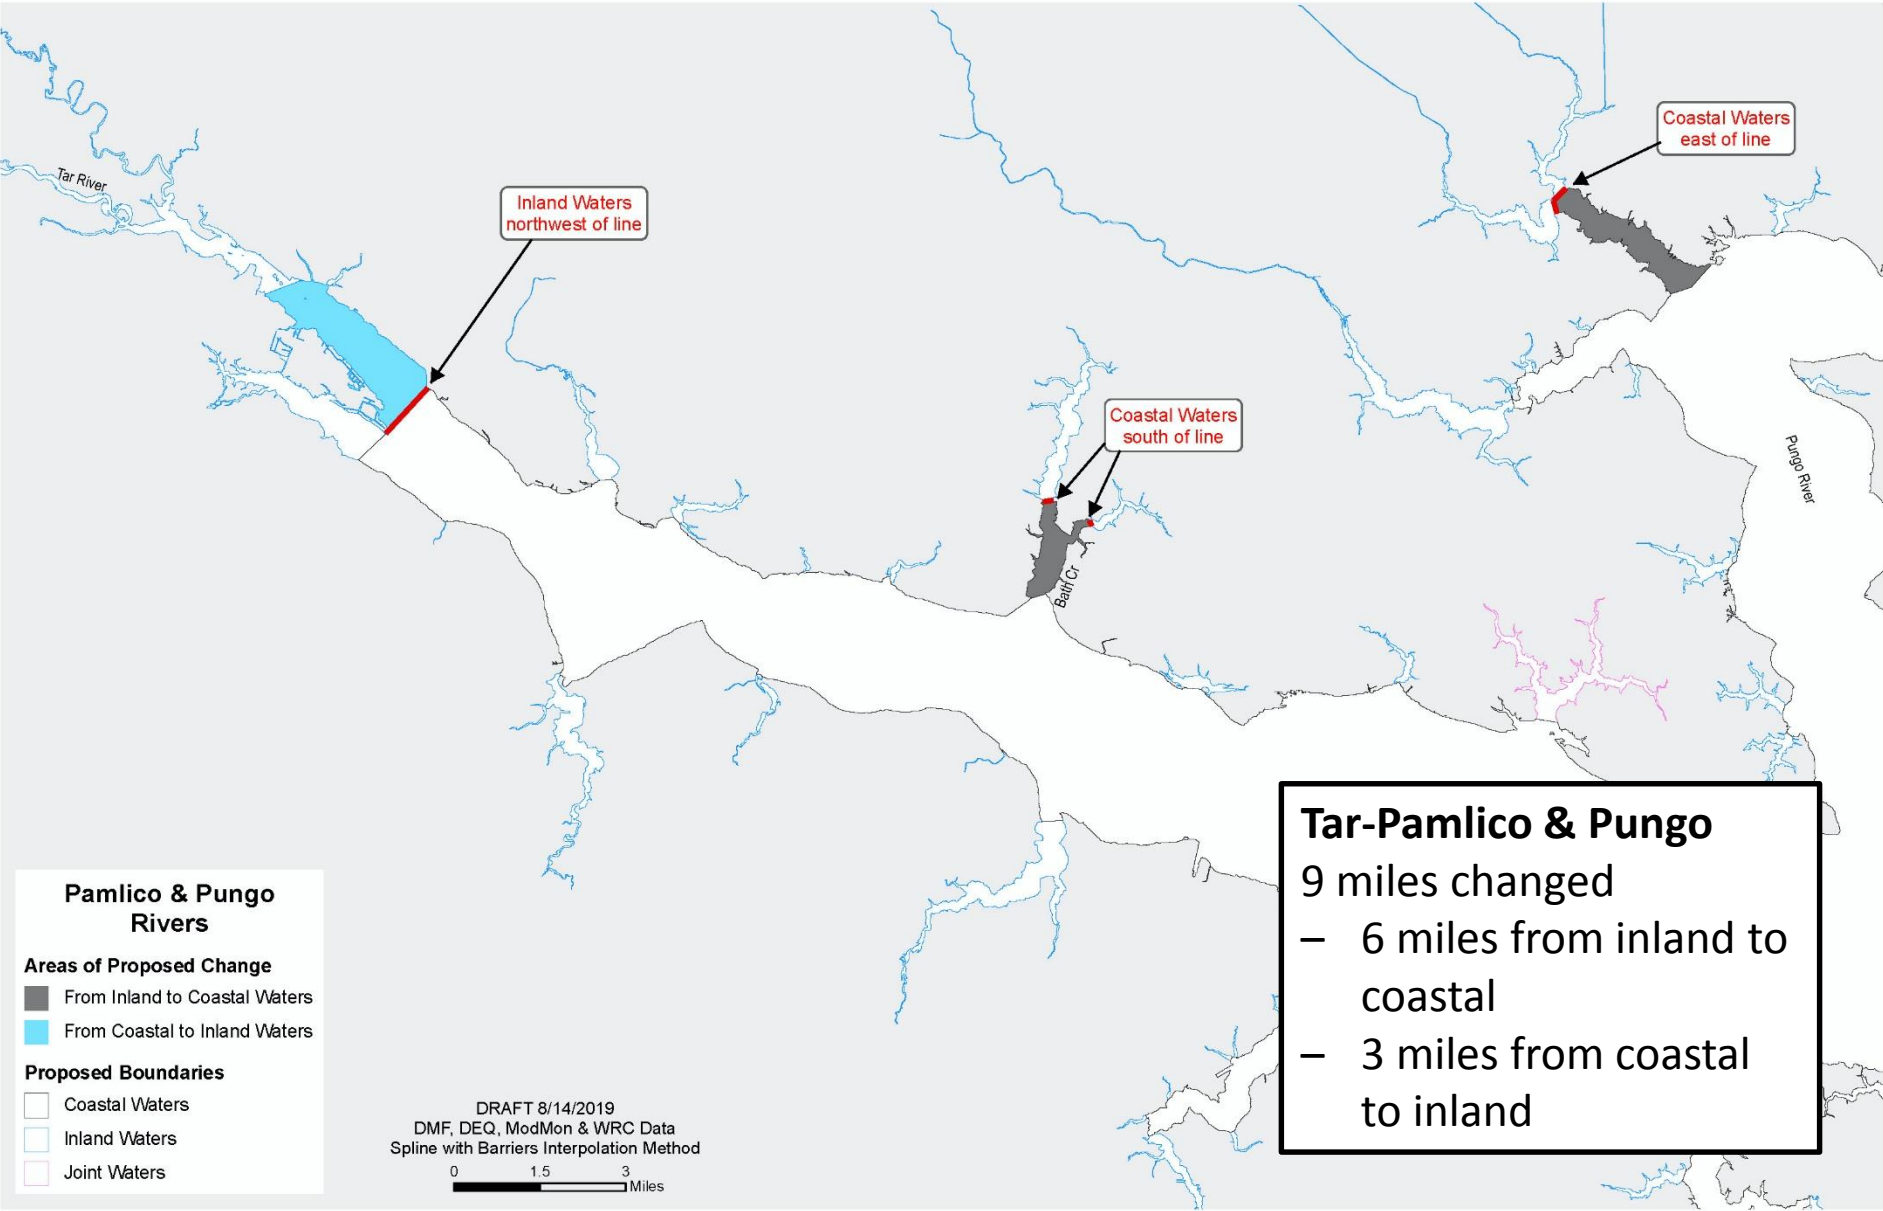 Tar River
Inland Waters
northwest of line
Coastal Waters
east of line
Coastal Waters
south of line
Pungo River
Bath Cr
Tar-Pamlico & Pungo
9 miles changed
– 6 miles from inland to
coastal
– 3 miles from coastal
to inland
Pamlico & Pungo
Rivers
Areas of Proposed Change
From Inland to Coastal Waters
From Coastal to Inland Waters
Proposed Boundaries
Coastal Waters
Inland Waters
Joint Waters
DRAFT 8/14/2019
DMF, DEQ, ModMon & WRC Data
Spline with Barriers Interpolation Method
0 1.5 3
Miles